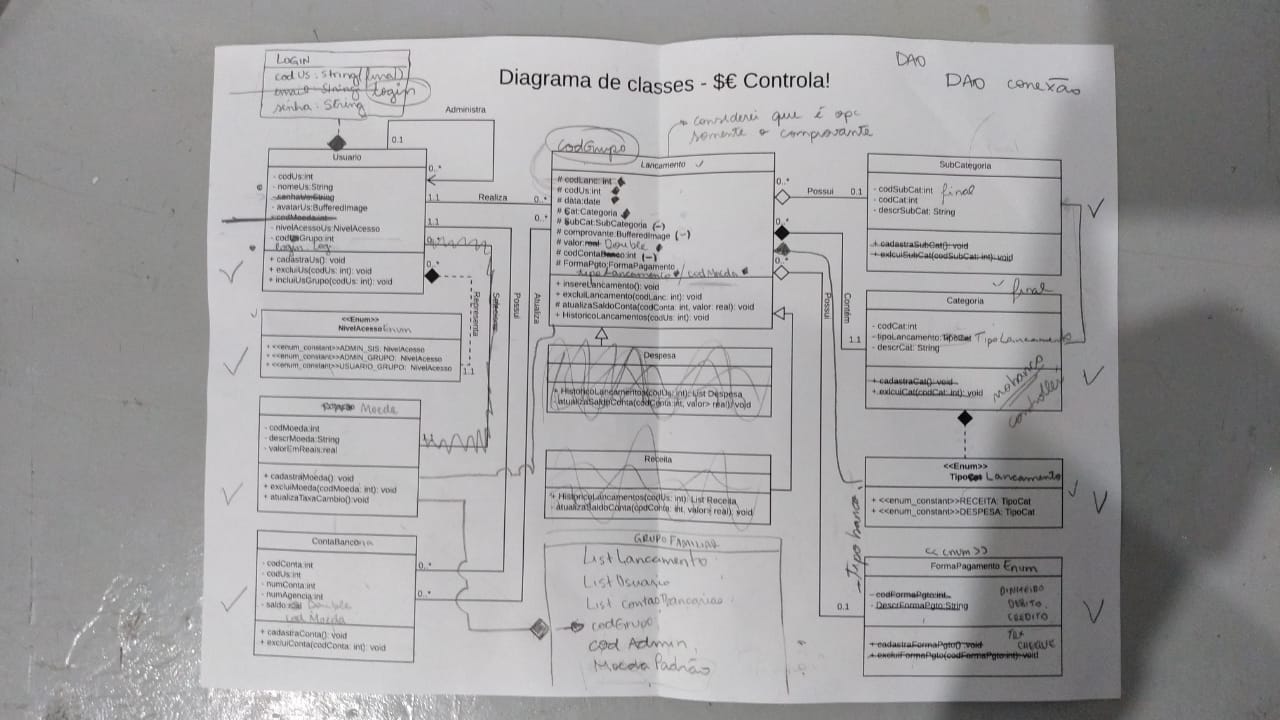 LOGIN
codUs: String(final)
email: String Login
senha: String
Diagrama de classes - $€ Controla!
DAO
DAO conexão
considerei que é opc
somente o comprovante
Administra
0.1
0..*
Usuario
- codUs:int
- nomeUs:String
- senhaUs:String
- avatarUs:BufferedImage
- codMoeda:int
- nivelAcessoUs:NivelAcesso
- codGrupo:int
login: Log
+ cadastraUs(): void
+ excluiUs(codUs: int): void
+ incluiUsGrupo(codUs: int): void
1.1
Realiza
0..*
1.1
0..*
0..*
0..*
Representa
Seleciona
Possui
Atualiza
1.1
<<Enum>>
NivelAcesso Enum
+ <<enum_constant>>ADMIN_SIS: NivelAcesso
+ <<enum_constant>>ADMIN_GRUPO: NivelAcesso
+ <<enum_constant>>USUARIO_GRUPO: NivelAcesso
Moeda
- codMoeda:int
- descrMoeda:String
- valorEmReais:real
+ cadastraMoeda(): void
+ excluiMoeda(codMoeda: int): void
+ atualizaTaxaCambio():void
ContaBancaria
- codConta:int
- codUs:int
- numConta:int
- numAgencia:int
- saldo:real Double
cod Moeda
+ cadastraConta(): void
+ excluiConta(codConta: int): void
0..*
0..*
codGrupo
Lancamento
# codLanc: int
# codUs:int
# data:date
# Cat:Categoria
# SubCat:SubCategoria (-)
# comprovante:BufferedImage (-)
# valor:real Double
# codContaBanco:int (-)
# FormaPgto:FormaPagamento
tipoLancamento / codMoeda
+ insereLancamento(): void
+ excluiLancamento(codLanc: int): void
# atualizaSaldoConta(codConta: int, valor: real): void
+ HistoricoLancamentos(codUs: int): void
Despesa
+ HistoricoLancamentos(codUs: int): List Despesa
- atualizaSaldoConta(codConta:int, valor> real): void
Receita
+ HistoricoLancamentos(codUs: int): List Receita
- atualizaSaldoConta(codConta: int, valor> real): void
GRUPO FAMILIAR
List Lancamento
List Usuario
List contasBancarias
codGrupo
cod Admin,
Moeda Padrão
0..*
Possui
0.1
0..*
0..*
Possui
Contém
1.1
Tipo banco
0.1
SubCategoria
- codSubCat:int final
- codCat:int
- descrSubCat: String
+ cadastraSubCat(): void
+ exlcuiSubCat(codSubCat: int): void
final
Categoria
- codCat:int
- tipoLancamento:TipoCat TipoLancamento
- descrCat: String
+ cadastraCat(): void
+ exlcuiCat(codCat: int): void
controller
<<Enum>>
TipoCat Lancamento
+ <<enum_constant>>RECEITA: TipoCat
+ <<enum_constant>>DESPESA: TipoCat
<<enum>>
FormaPagamento Enum
- codFormaPgto:int
- DescrFormaPgto:String
DINHEIRO
DEBITO,
CREDITO
TEF
CHEQUE
+ cadastraFormaPgto(): void
+ excluiFormaPgto(codFormaPgto:int): void